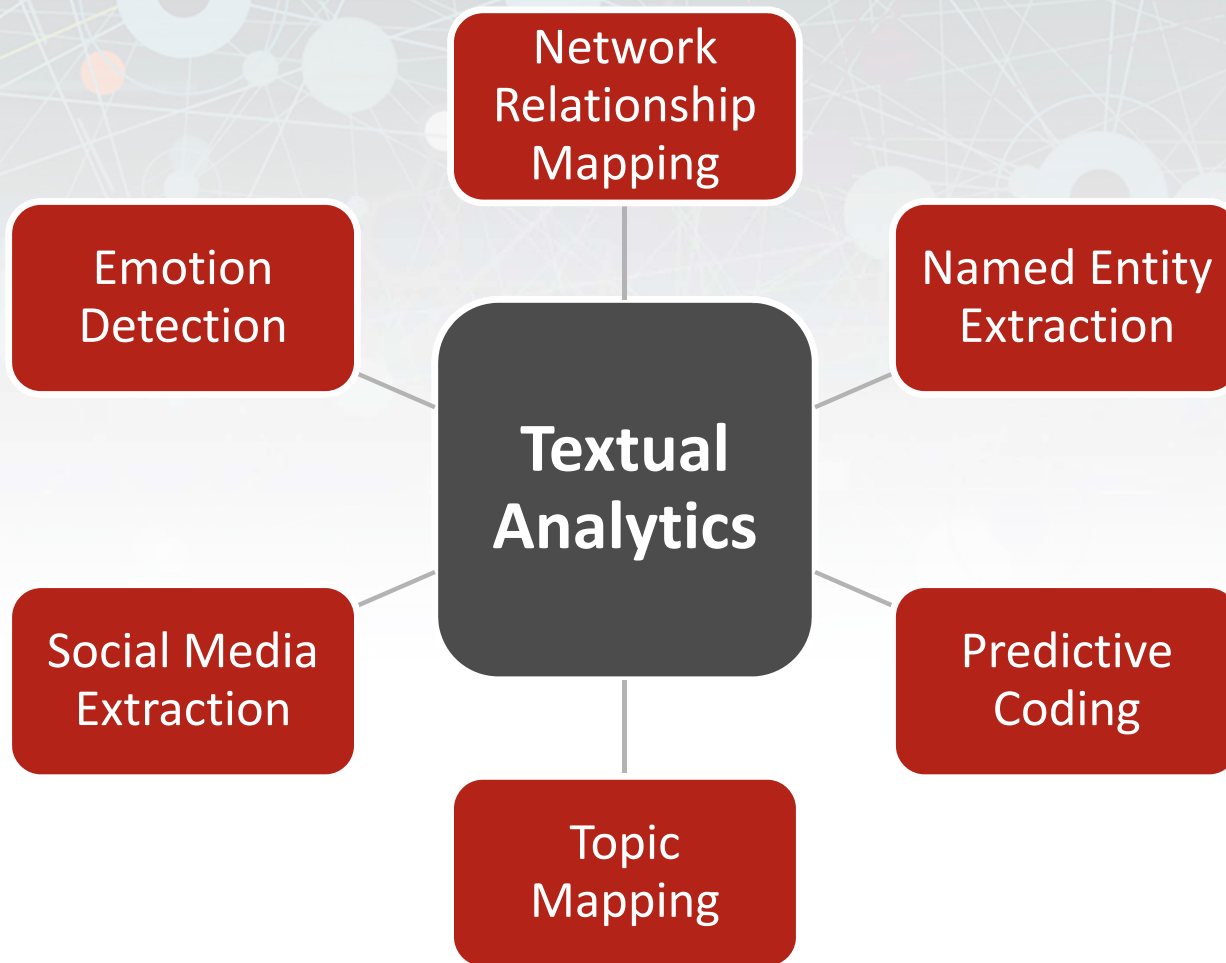 Network
Relationship
Mapping
Emotion
Detection
Named Entity
Extraction
Textual
Analytics
Social Media
Extraction
Predictive
Coding
Topic
Mapping